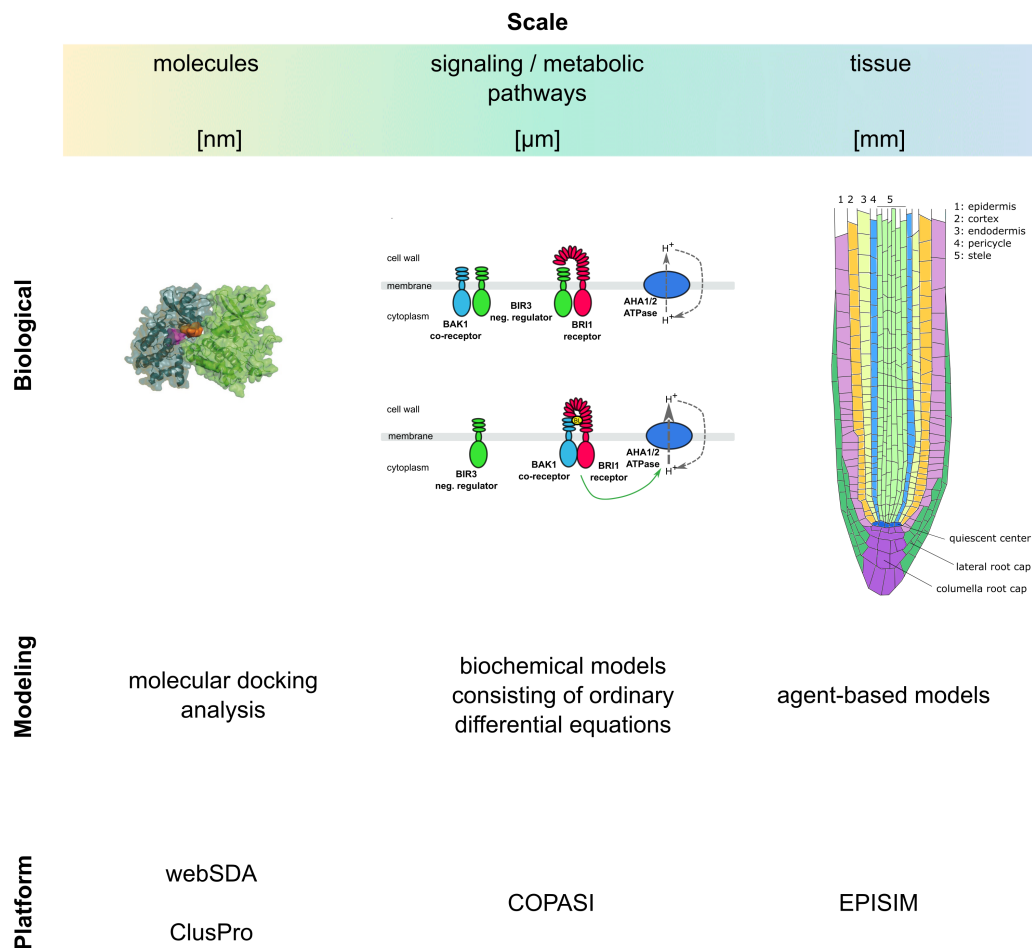 Scale
molecules
[nm]
signaling / metabolic
pathways
[µm]
tissue
[mm]
Biological
cell wall
membrane
cytoplasm
BAK1
co-receptor
BIR3
neg. regulator
BRI1
receptor
AHA1/2
ATPase
H+
H+
cell wall
membrane
cytoplasm
BIR3
neg. regulator
BAK1
co-receptor
BRI1
receptor
AHA1/2
ATPase
H+
H+
1 2 3 4 5
1: epidermis
2: cortex
3: endodermis
4: pericycle
5: stele
quiescent center
lateral root cap
columella root cap
Modeling
molecular docking
analysis
biochemical models
consisting of ordinary
differential equations
agent-based models
Platform
webSDA
ClusPro
COPASI
EPISIM